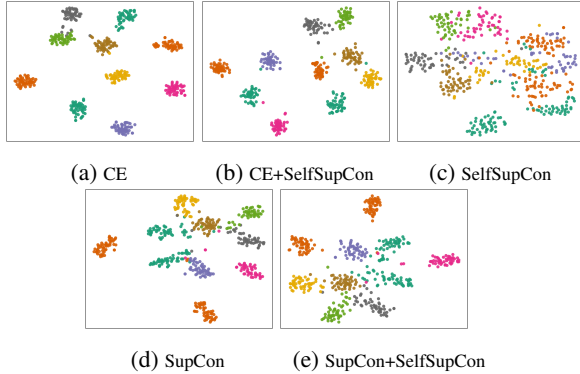 (a) CE
(b) CE+SelfSupCon
(c) SelfSupCon
(d) SupCon
(e) SupCon+SelfSupCon